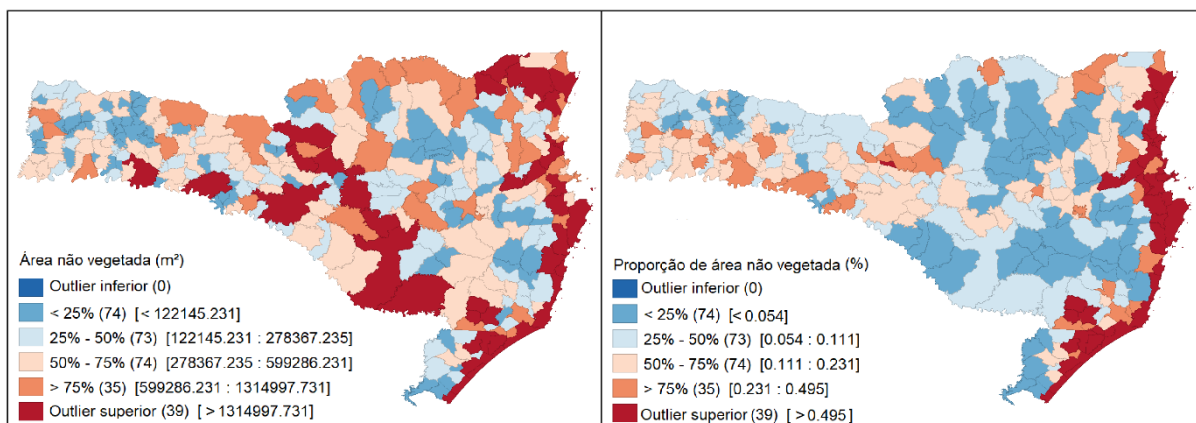 Área não vegetada (m²)
Outlier inferior (0)
< 25% (74) [< 122145.231]
25% - 50% (73) [122145.231 : 278367.235]
50% - 75% (74) [278367.235 : 599286.231]
> 75% (35) [599286.231 : 1314997.731]
Outlier superior (39) [ > 1314997.731]
Proporção de área não vegetada (%)
Outlier inferior (0)
< 25% (74) [< 0.054]
25% - 50% (73) [0.054 : 0.111]
50% - 75% (74) [0.111 : 0.231]
> 75% (35) [0.231 : 0.495]
Outlier superior (39) [ > 0.495]